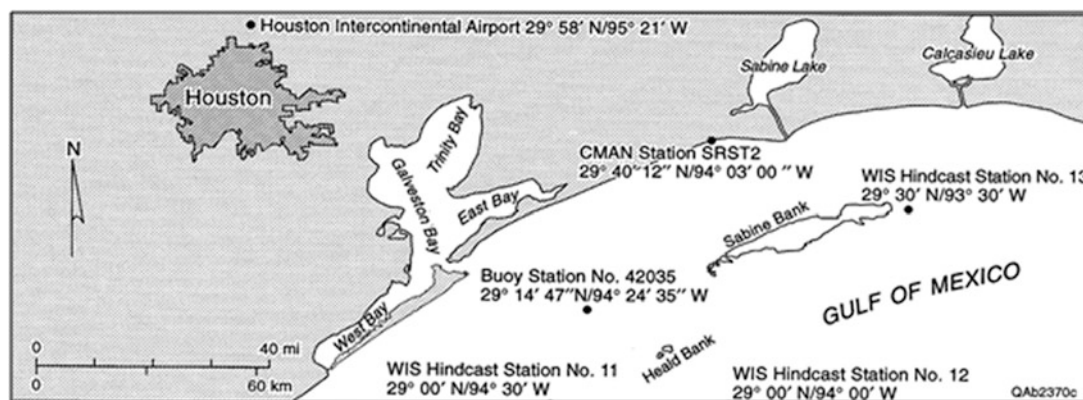 Houston Intercontinental Airport 29° 58' N/95° 21' W
Sabine Lake
Calcasieu Lake
Houston
Trinity Bay
N
CMAN Station SRST2
29° 40"12" N/94° 03' 00 " W
Galveston Bay
East Bay
WIS Hindcast Station No. 13
29° 30' N/93° 30' W
Sabine Bank
Buoy Station No. 42035
29° 14' 47"N/94° 24' 35" W
GULF OF MEXICO
West Bay
0 40 mi
0 60 km
Heald Bank
WIS Hindcast Station No. 11
29° 00' N/94° 30' W
WIS Hindcast Station No. 12
29° 00' N/94° 00' W
QAb2370c